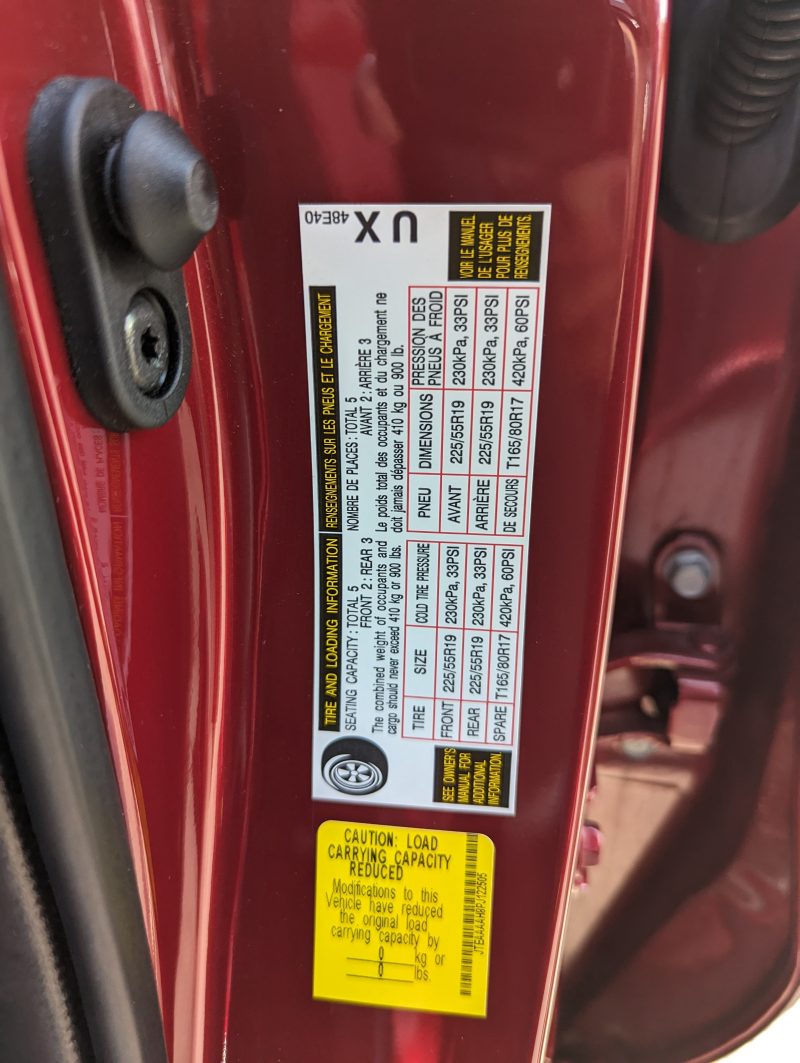 48E40
UX
TIRE AND LOADING INFORMATION
RENSEIGNEMENTS SUR LES PNEUS ET LE CHARGEMENT
SEATING CAPACITY : TOTAL 5
FRONT 2 : REAR 3
NOMBRE DE PLACES : TOTAL 5
AVANT 2 : ARRIÈRE 3
The combined weight of occupants and
cargo should never exceed 410 kg or 900 lbs.
Le poids total des occupants et du chargement ne
doit jamais dépasser 410 kg ou 900 lb.
TIRE SIZE COLD TIRE PRESSURE
FRONT 225/55R19 230kPa, 33PSI
REAR 225/55R19 230kPa, 33PSI
SPARE T165/80R17 420kPa, 60PSI
PNEU DIMENSIONS PRESSION DES
PNEUS À FROID
AVANT 225/55R19 230kPa, 33PSI
ARRIÈRE 225/55R19 230kPa, 33PSI
DE SECOURS T165/80R17 420kPa, 60PSI
SEE OWNER'S
MANUAL FOR
ADDITIONAL
INFORMATION.
VOIR LE MANUEL
DE L'USAGER
POUR PLUS DE
RENSEIGNEMENTS.
CAUTION: LOAD
CARRYING CAPACITY
REDUCED
Modifications to this
Vehicle have reduced
the original load
carrying capacity by
0 kg or
0 lbs.